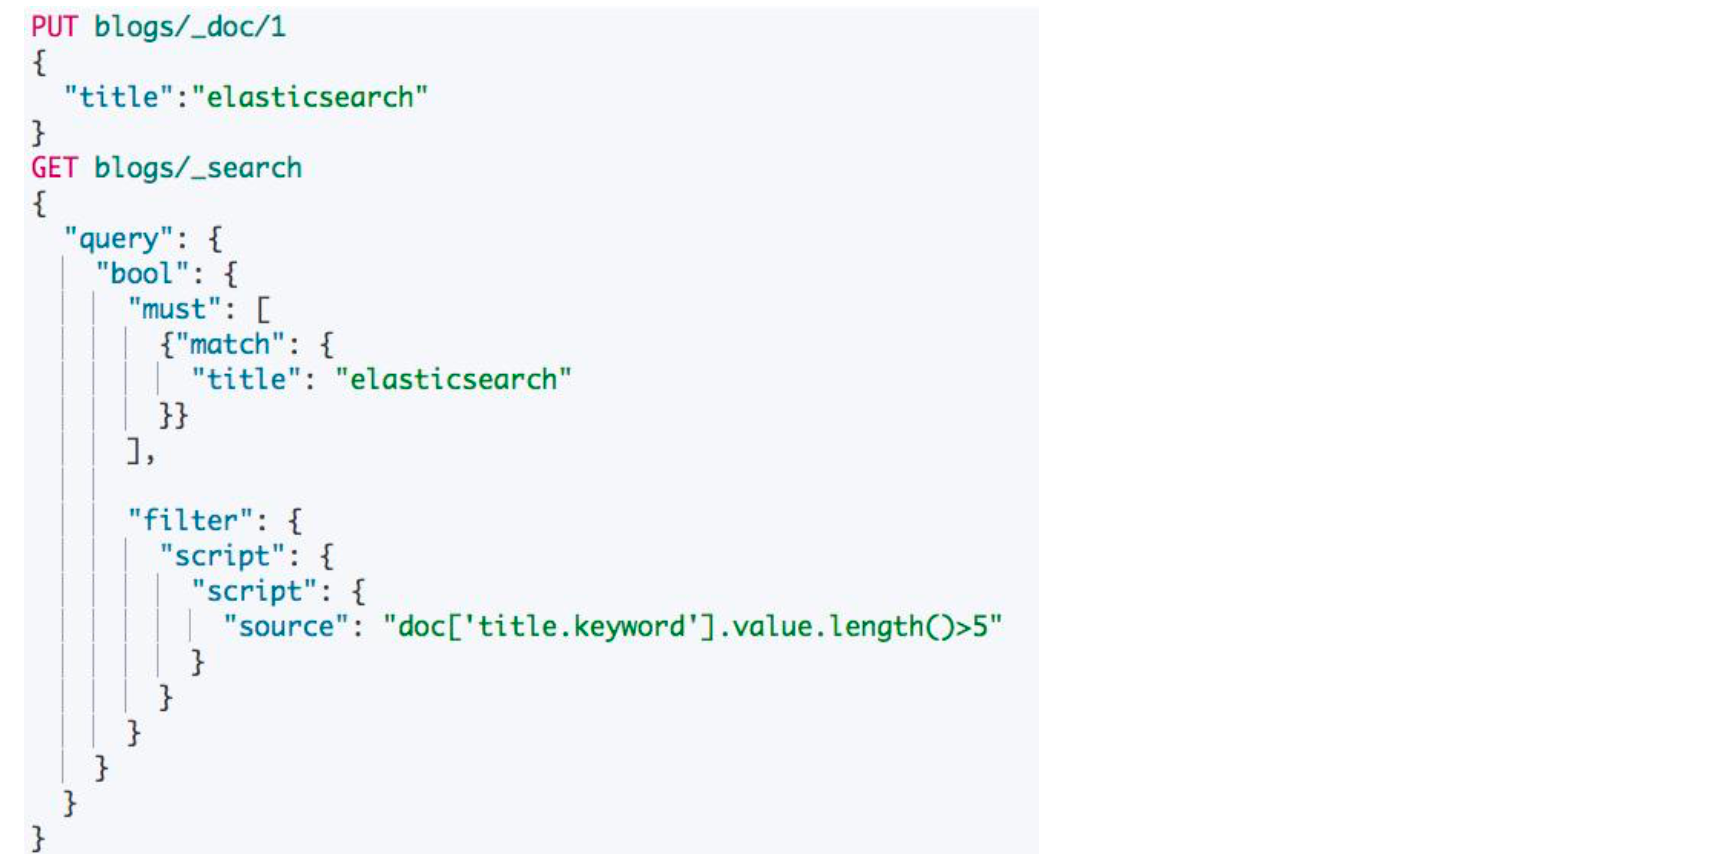 PUT blogs/_doc/1
{
  "title":"elasticsearch"
}
GET blogs/_search
{
  "query": {
    "bool": {
      "must": [
        {"match": {
          "title": "elasticsearch"
        }}
      ],

      "filter": {
        "script": {
          "script": {
            "source": "doc['title.keyword'].value.length()>5"
          }
        }
      }
    }
  }
}